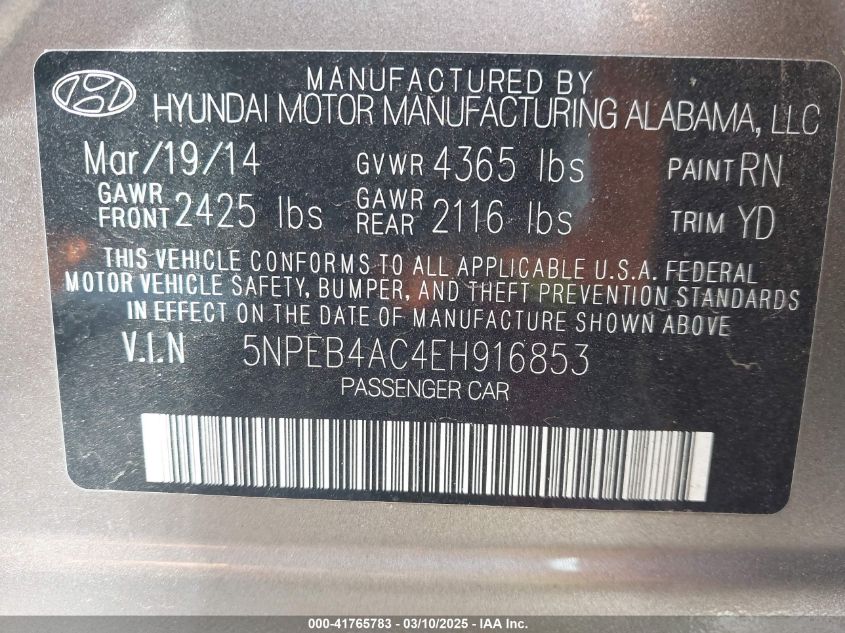 MANUFACTURED BY
HYUNDAI MOTOR MANUFACTURING ALABAMA, LLC
Mar/19/14 GVWR 4365 lbs PAINT RN
GAWR FRONT 2425 lbs GAWR REAR 2116 lbs TRIM YD
THIS VEHICLE CONFORMS TO ALL APPLICABLE U.S.A. FEDERAL
MOTOR VEHICLE SAFETY, BUMPER, AND THEFT PREVENTION STANDARDS
IN EFFECT ON THE DATE OF MANUFACTURE SHOWN ABOVE
V.I.N 5NPEB4AC4EH916853
PASSENGER CAR
000-41765783 - 03/10/2025 - IAA Inc.